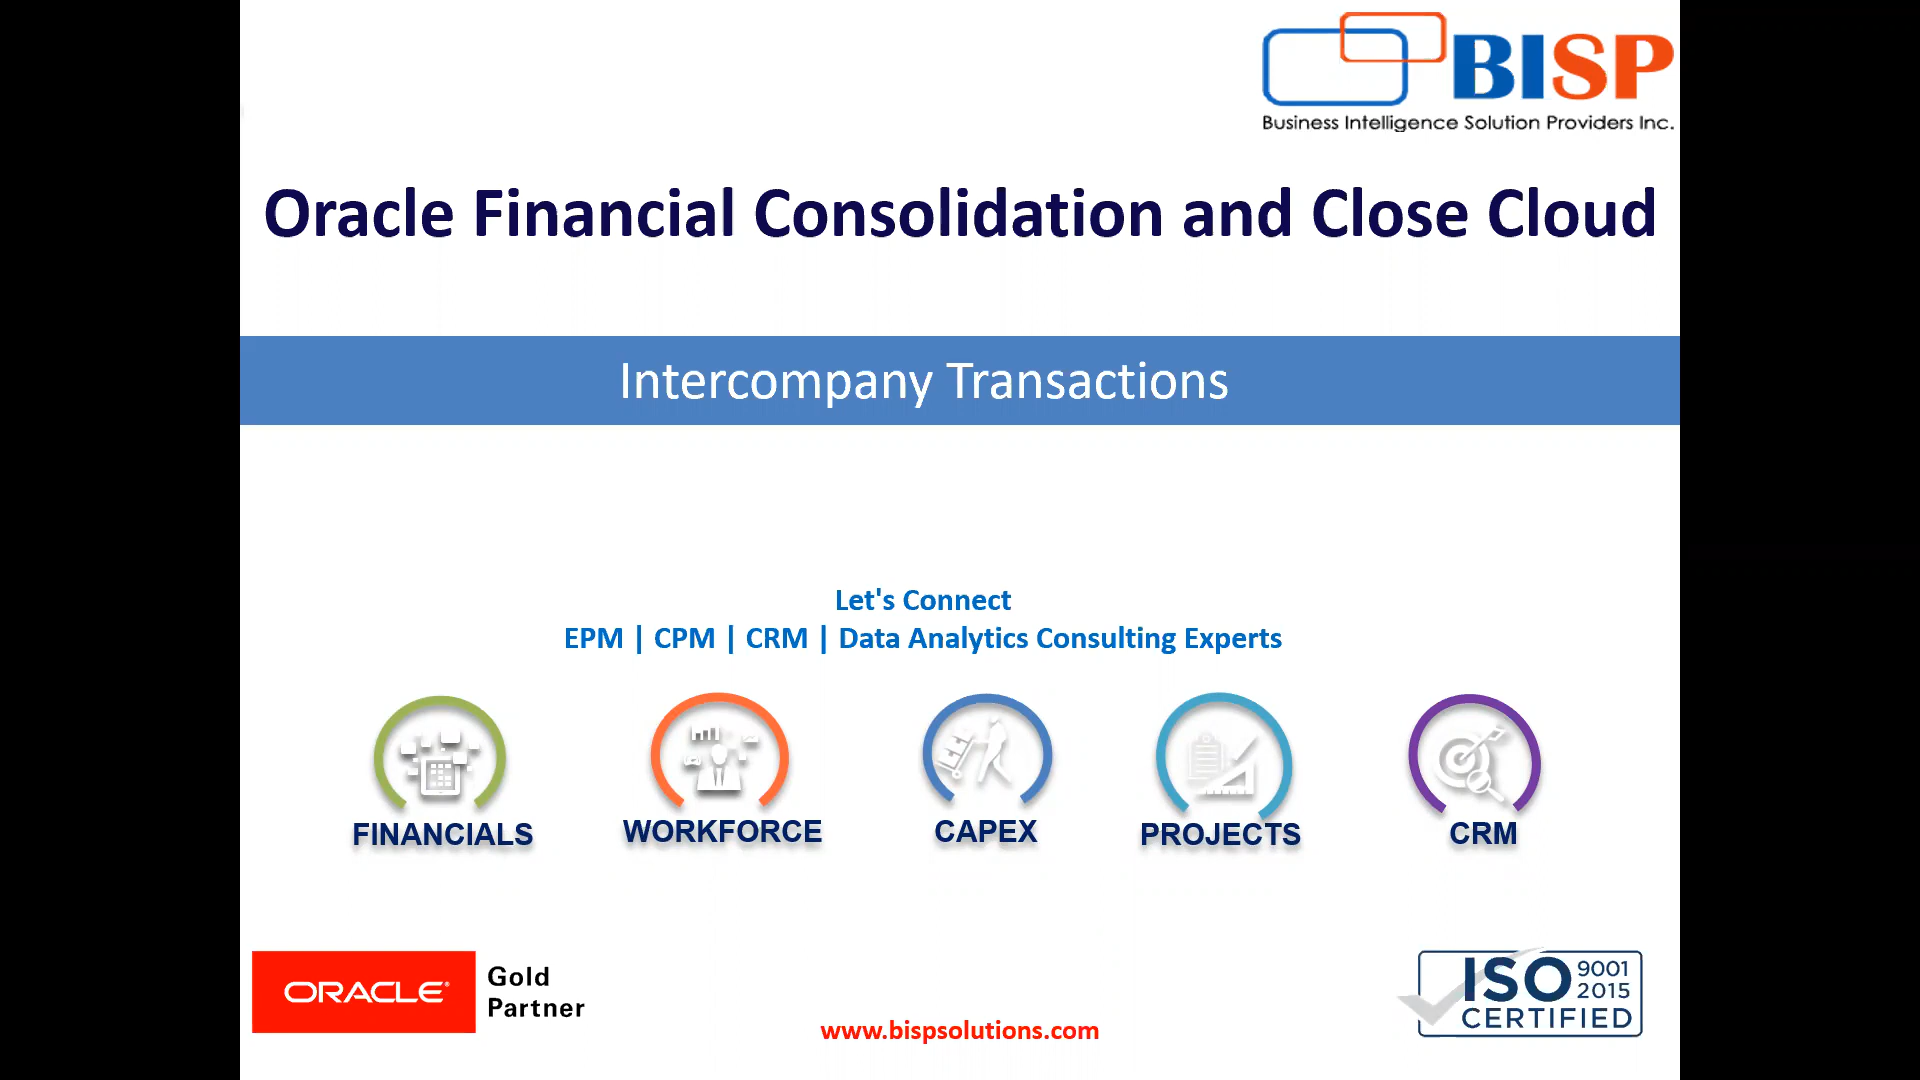 BISP
Business Intelligence Solution Providers Inc.
Oracle Financial Consolidation and Close Cloud
Intercompany Transactions
Let's Connect
EPM | CPM | CRM | Data Analytics Consulting Experts
FINANCIALS
WORKFORCE
CAPEX
PROJECTS
CRM
ORACLE®
Gold
Partner
www.bispsolutions.com
ISO 9001
2015
CERTIFIED